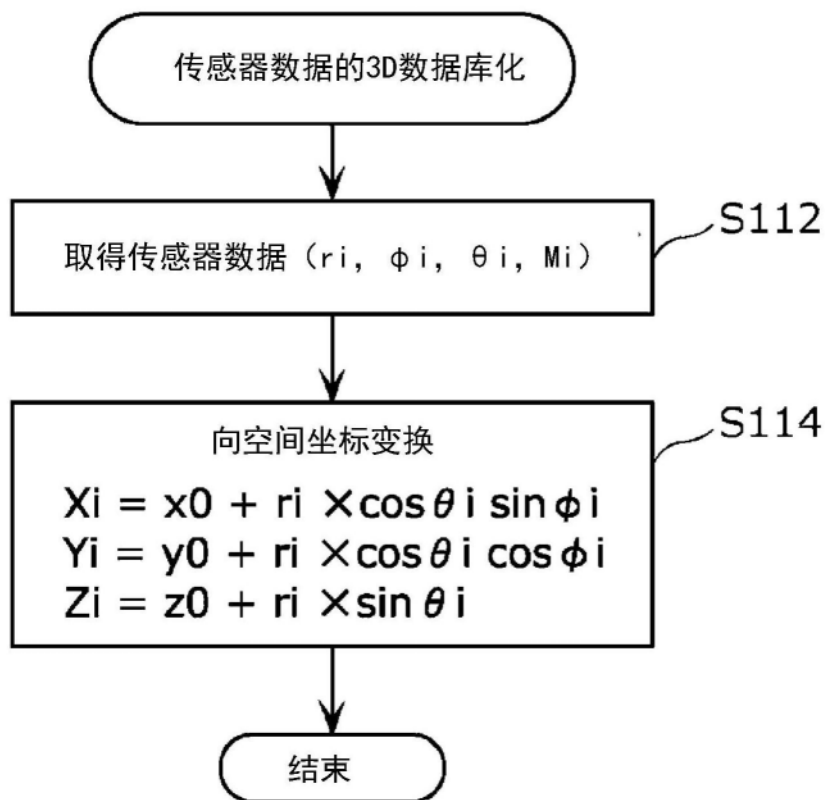 传感器数据的3D数据库化
取得传感器数据（ri, φi, θi, Mi）
S112
向空间坐标变换
S114
Xi = x0 + ri ×cosθi sinφi
Yi = y0 + ri ×cosθi cosφi
Zi = z0 + ri ×sinθi
结束